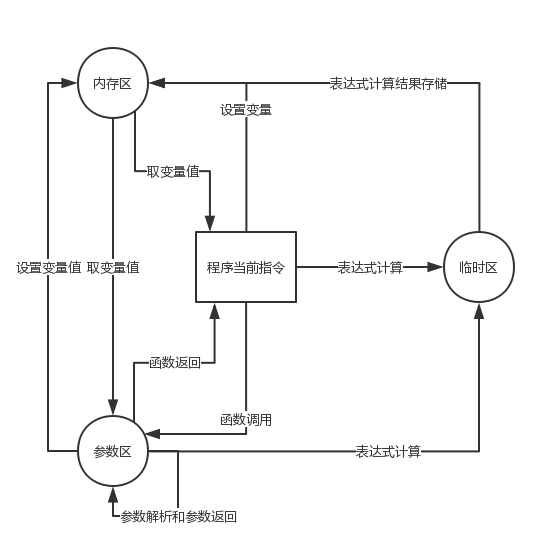 内存区
表达式计算结果存储
设置变量
取变量值
设置变量值
取变量值
程序当前指令
表达式计算
临时区
函数返回
函数调用
参数区
表达式计算
参数解析和参数返回